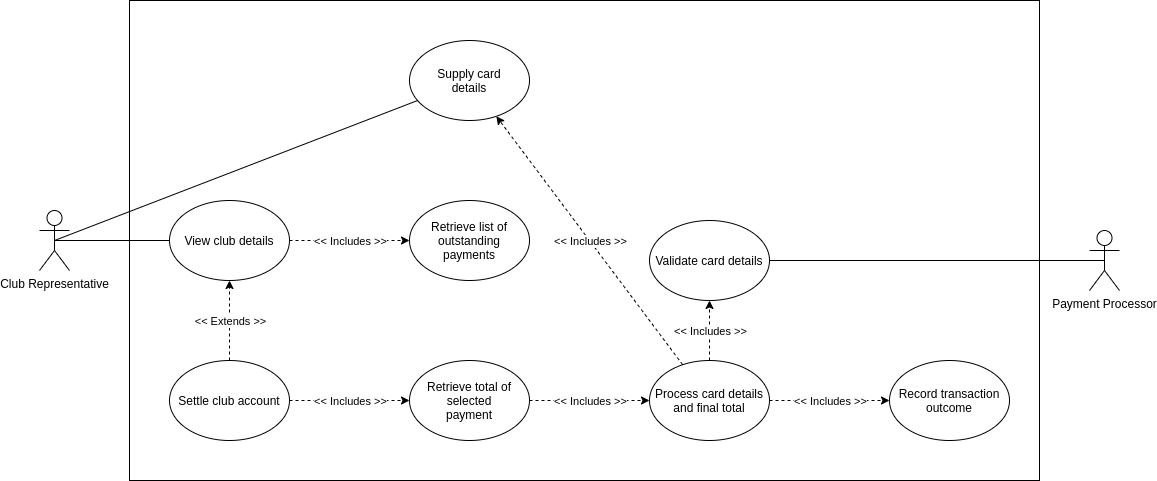 Supply card
details
View club details
<< Includes >>
Retrieve list of
outstanding
payments
<< Includes >>
Validate card details
Club Representative
Payment Processor
<< Extends >>
<< Includes >>
Settle club account
<< Includes >>
Retrieve total of
selected
payment
<< Includes >>
Process card details
and final total
<< Includes >>
Record transaction
outcome